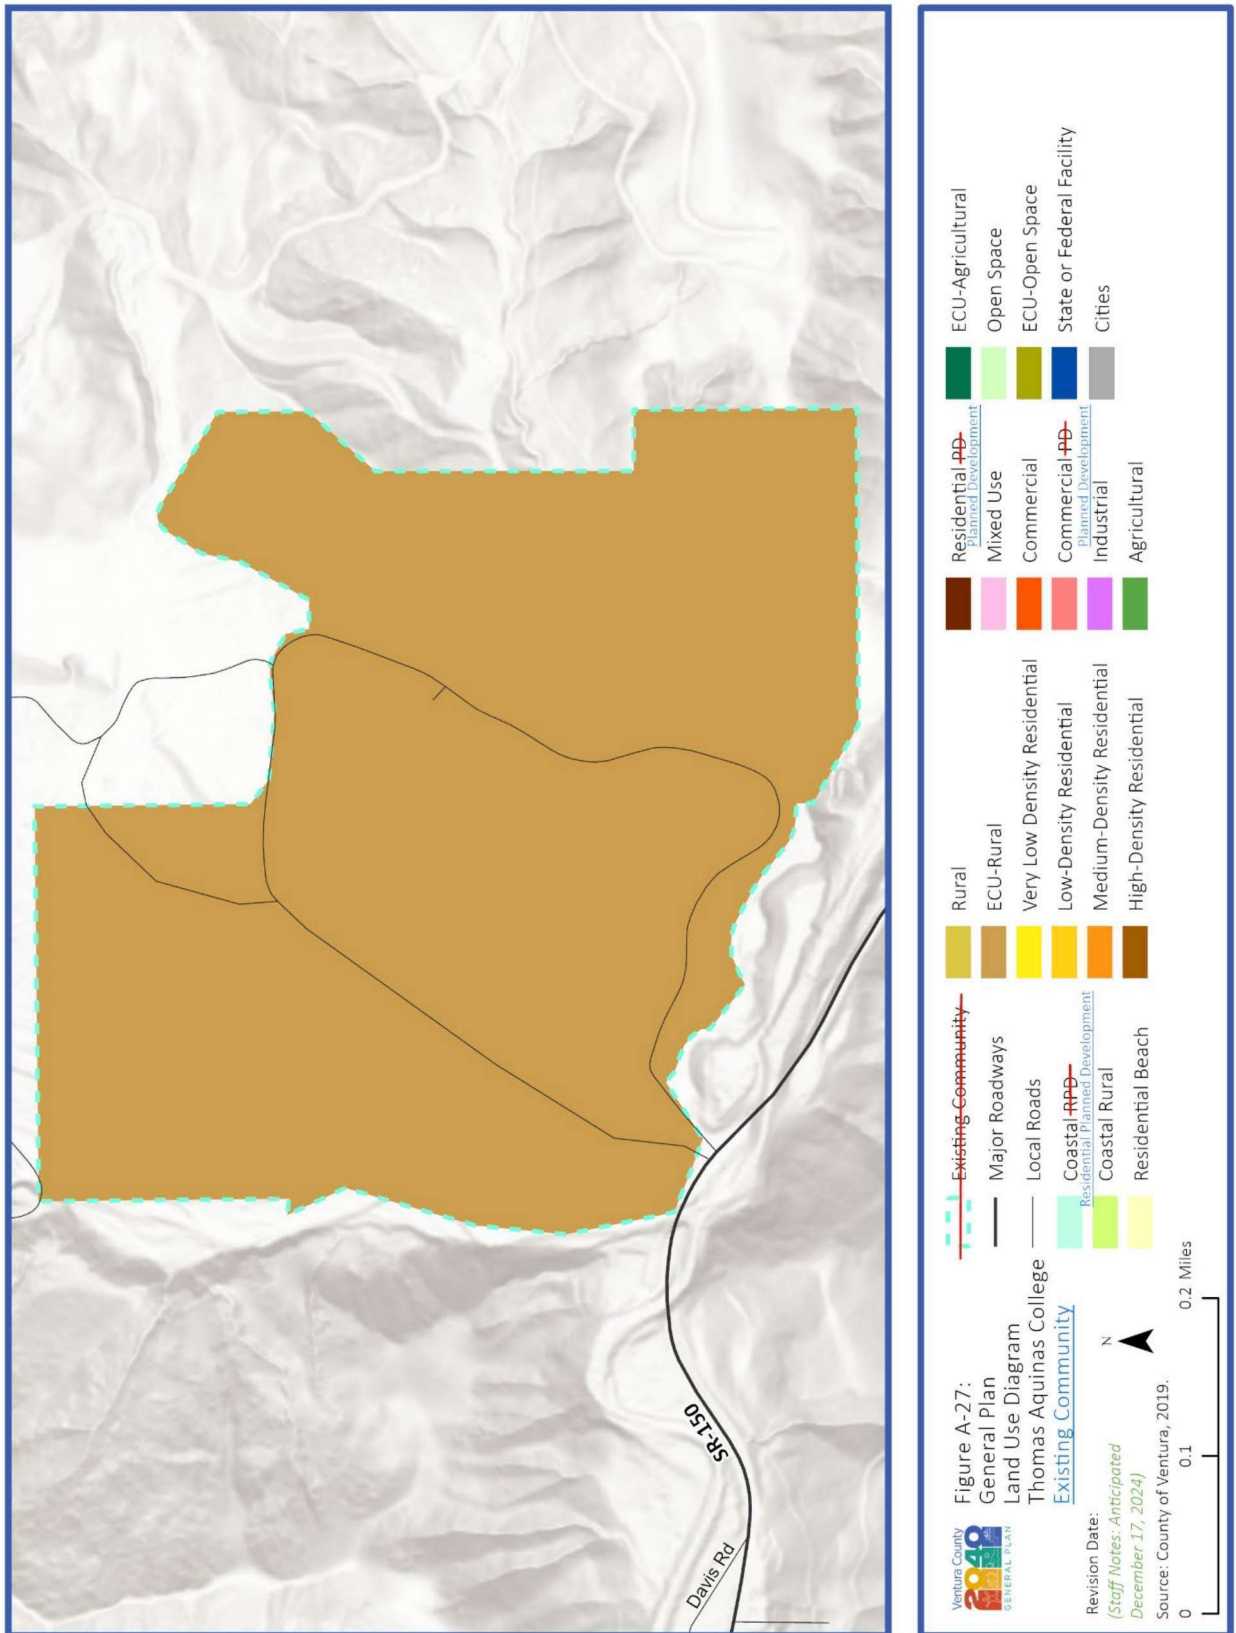 SR-150
Davis Rd
Ventura County
2040
GENERAL PLAN
Figure A-27:
General Plan
Land Use Diagram
Thomas Aquinas College
Existing Community
Revision Date:
(Staff Notes: Anticipated
December 17, 2024)
Source: County of Ventura, 2019.
N
0
0.1
0.2 Miles
Existing Community
Major Roadways
Local Roads
Coastal RPD
Residential Planned Development
Coastal Rural
Residential Beach
Rural
ECU-Rural
Very Low Density Residential
Low-Density Residential
Medium-Density Residential
High-Density Residential
Residential PD
Planned Development
Mixed Use
Commercial
Commercial PD
Planned Development
Industrial
Agricultural
ECU-Agricultural
Open Space
ECU-Open Space
State or Federal Facility
Cities